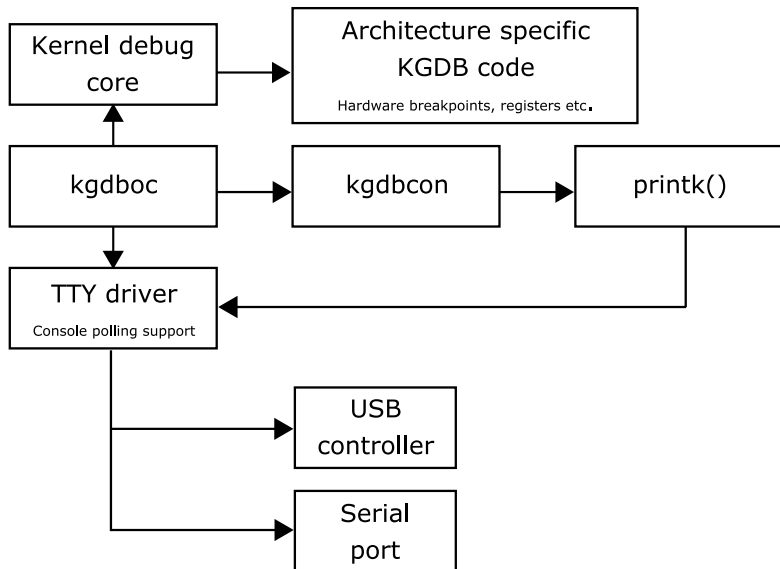 Kernel debug
core
Architecture specific
KGDB code
Hardware breakpoints, registers etc.
kgdboc
kgdbcon
printk()
TTY driver
Console polling support
USB
controller
Serial
port